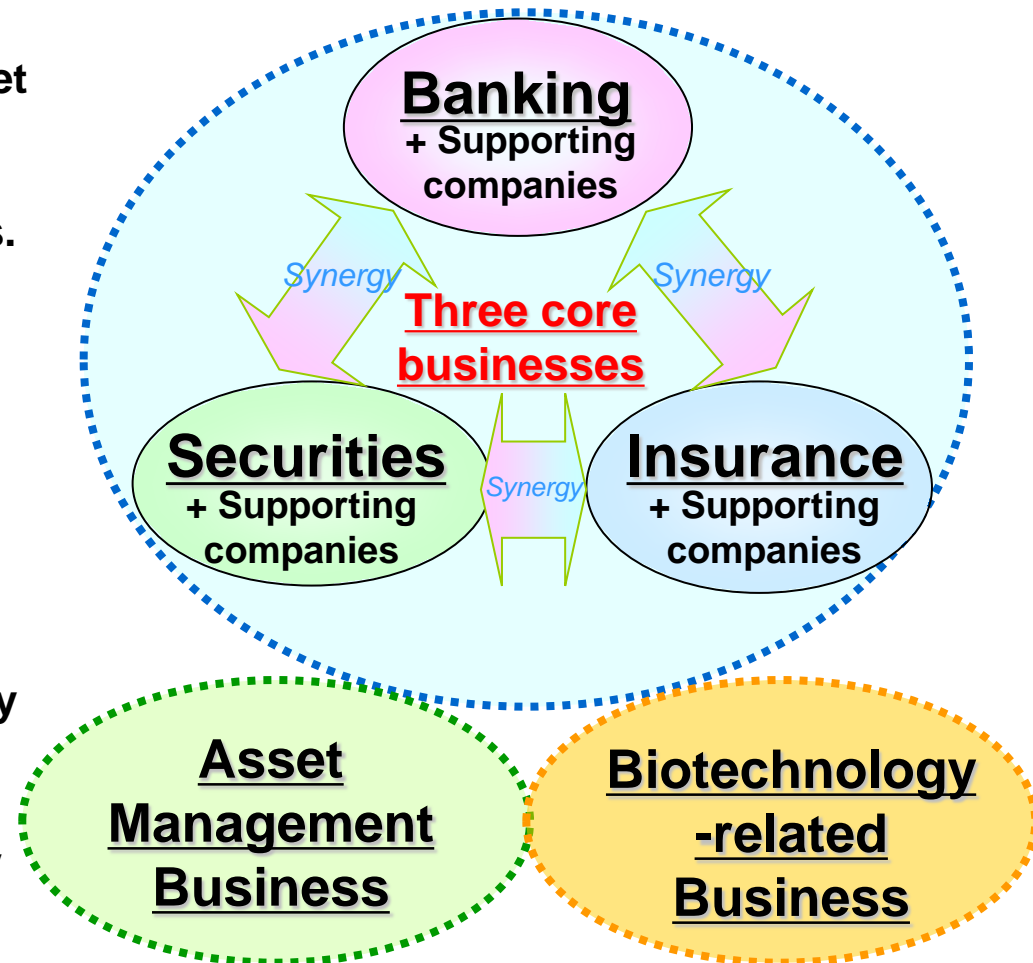 et
s.
y
Banking
+ Supporting
companies
Synergy
Synergy
Three core
businesses
Securities
+ Supporting
companies
Synergy
Insurance
+ Supporting
companies
Asset
Management
Business
Biotechnology
-related
Business